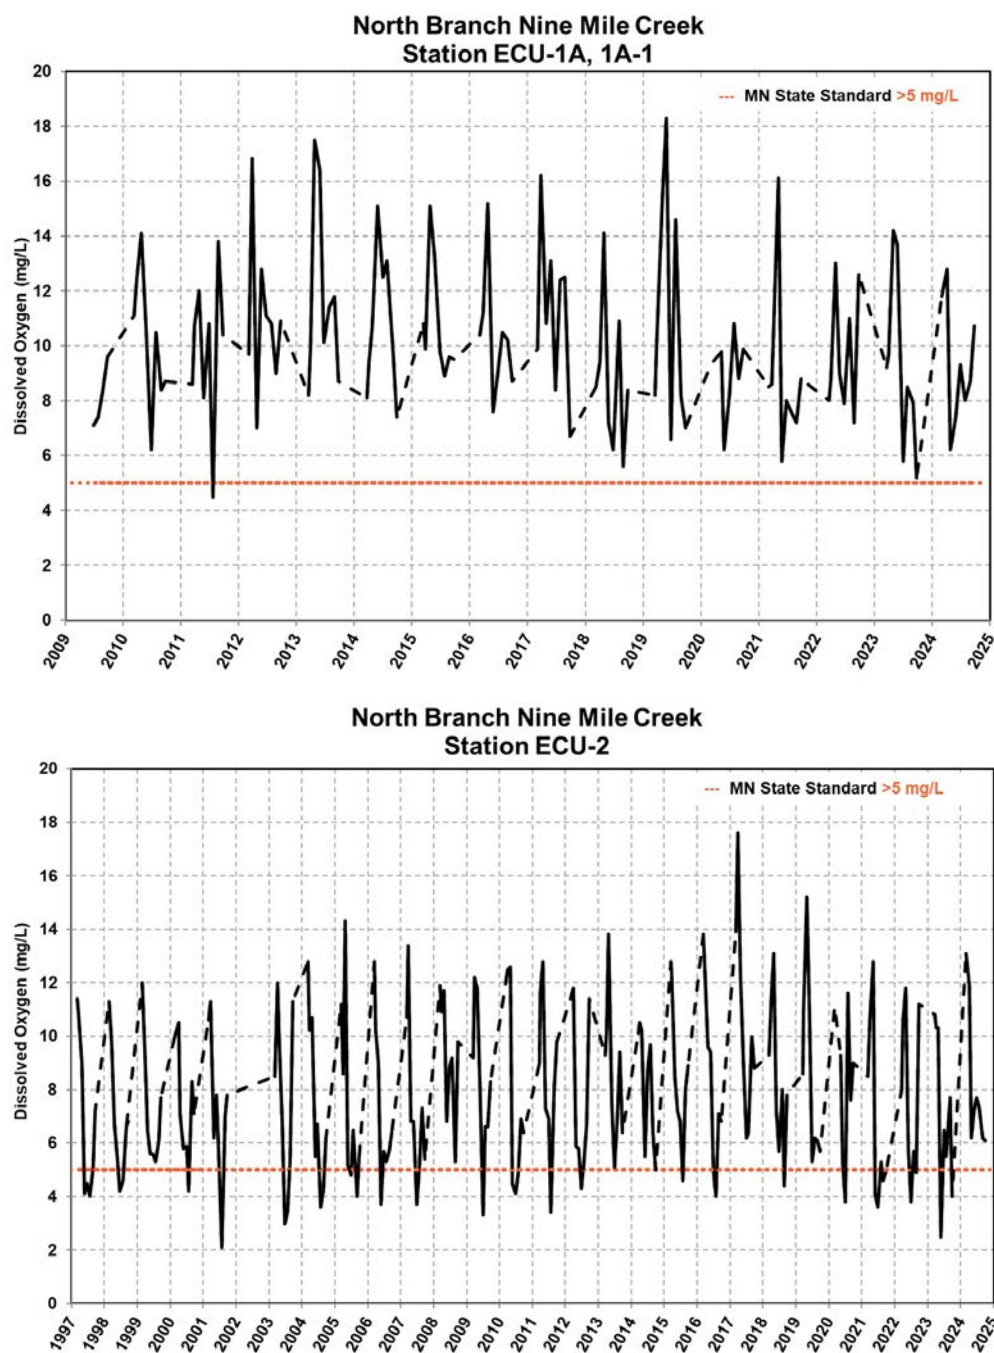 North Branch Nine Mile Creek
Station ECU-1A, 1A-1
20
18
16
14
12
10
8
6
4
2
0
Dissolved Oxygen (mg/L)
--- MN State Standard >5 mg/L
2009 2010 2011 2012 2013 2014 2015 2016 2017 2018 2019 2020 2021 2022 2023 2024 2025
North Branch Nine Mile Creek
Station ECU-2
20
18
16
14
12
10
8
6
4
2
0
Dissolved Oxygen (mg/L)
--- MN State Standard >5 mg/L
1997 1998 1999 2000 2001 2002 2003 2004 2005 2006 2007 2008 2009 2010 2011 2012 2013 2014 2015 2016 2017 2018 2019 2020 2021 2022 2023 2024 2025